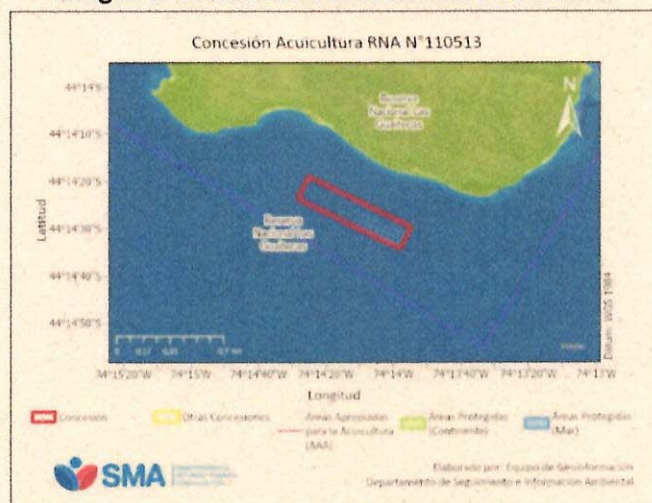 Concesión Acuicultura RNA N°110513
N
Reserva
Nacional Las
Guaitecas
Reserva
Nacional Las
Guaitecas
44°14'S
44°14'10"S
44°14'20"S
44°14'30"S
44°14'40"S
44°14'50"S
Latitud
Datum: WGS 1984
0
0,7 km
74°15'20"W
74°15'W
74°14'40"W
74°14'20"W
74°14'W
74°13'40"W
74°13'20"W
74°13'W
Longitud
Concesión
Otras Concesiones
Áreas Apropiadas
para la Acuicultura
(AAA)
Áreas Protegidas
(Continente)
Áreas Protegidas
(Mar)
SMA
Elaborado por: Equipo de Geoinformación
Departamento de Seguimiento e Información Ambiental